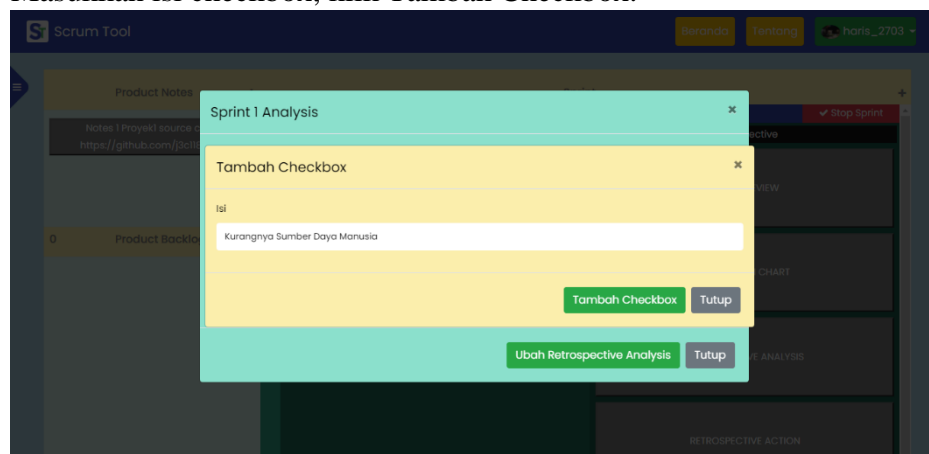 Masukkan isi checkbox, klik Tambah Checkbox.
Scrum Tool
Beranda
Tentang
haris_2703
Product Notes
+
Sprint 1 Analysis
×
Stop Sprint
Notes 1 Proyek1 source c
https://github.com/j3c118
ective
Tambah Checkbox
×
VIEW
Isi
Kurangnya Sumber Daya Manusia
0
Product Backlo
CHART
Tambah Checkbox
Tutup
Ubah Retrospective Analysis
Tutup
VE ANALYSIS
RETROSPECTIVE ACTION